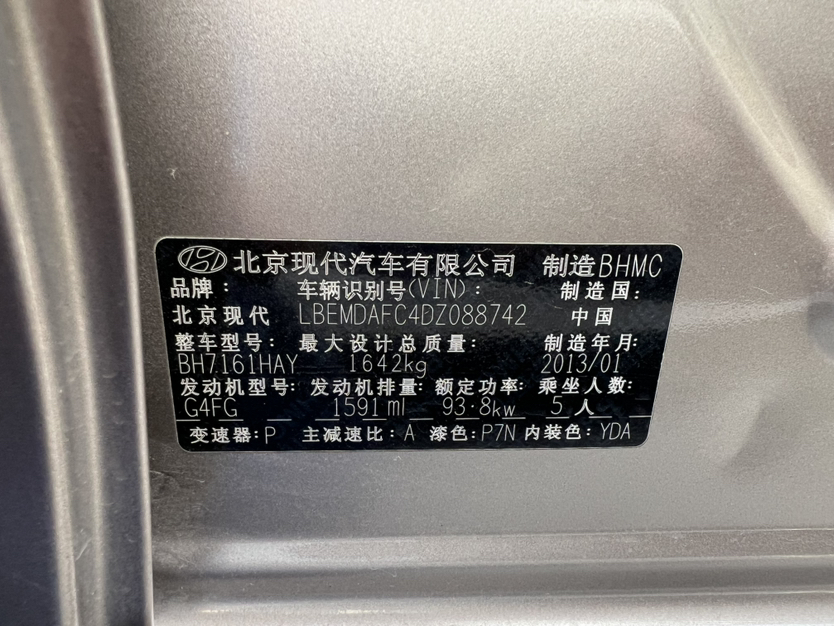 北京现代汽车有限公司 制造BHMC
品牌: 车辆识别号(VIN): 制造国:
北京现代 LBEMDAFC4DZ088742 中国
整车型号: 最大设计总质量: 制造年月:
BH7161HAY 1642kg 2013/01
发动机型号: 发动机排量: 额定功率: 乘坐人数:
G4FG 1591ml 93.8kw 5人
变速器:P 主减速比:A 漆色:P7N 内装色:YDA